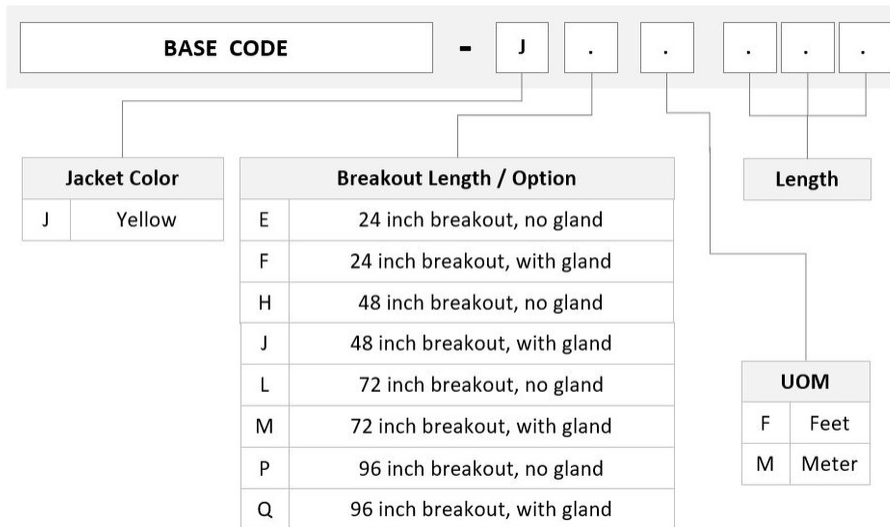 BASE CODE - J . . . . .
Jacket Color
J Yellow
Breakout Length / Option
E 24 inch breakout, no gland
F 24 inch breakout, with gland
H 48 inch breakout, no gland
J 48 inch breakout, with gland
L 72 inch breakout, no gland
M 72 inch breakout, with gland
P 96 inch breakout, no gland
Q 96 inch breakout, with gland
Length
UOM
F Feet
M Meter